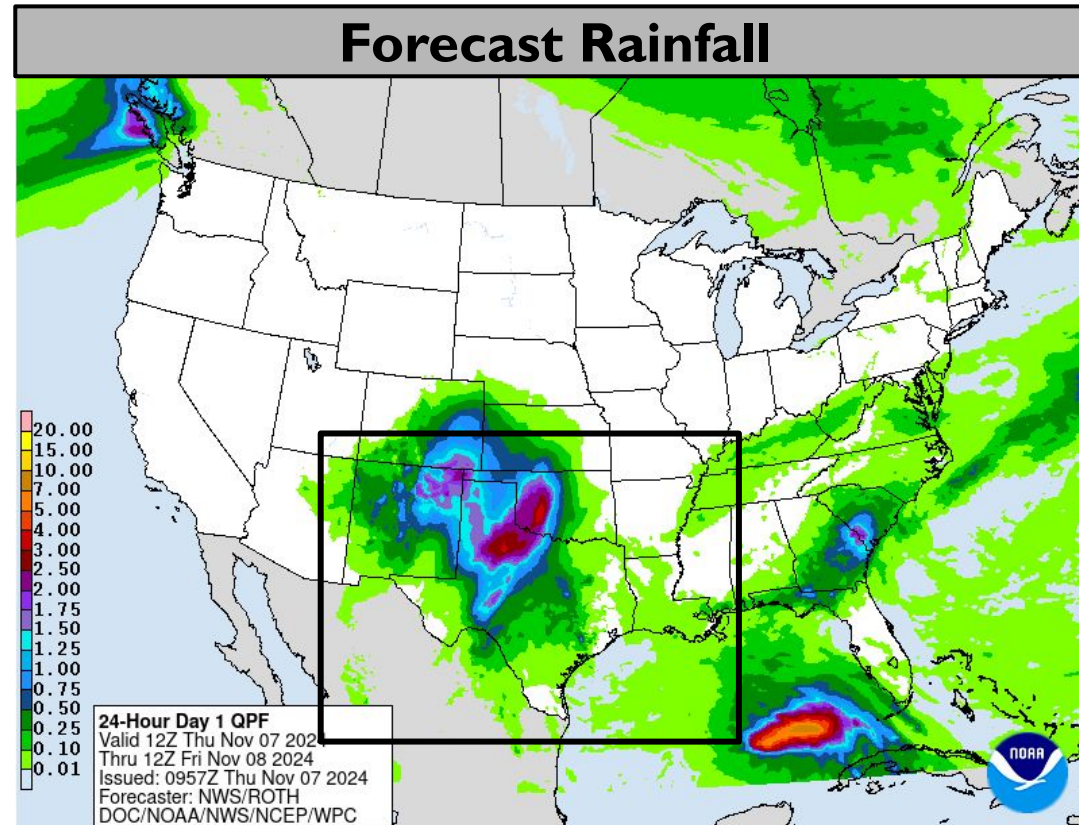 Forecast Rainfall
20.00
15.00
10.00
7.00
5.00
4.00
3.00
2.50
2.00
1.75
1.50
1.25
1.00
0.75
0.50
0.25
0.10
0.01
24-Hour Day 1 QPF
Valid 12Z Thu Nov 07 2024
Thru 12Z Fri Nov 08 2024
Issued: 0957Z Thu Nov 07 2024
Forecaster: NWS/ROTH
DOC/NOAA/NWS/NCEP/WPC
NOAA